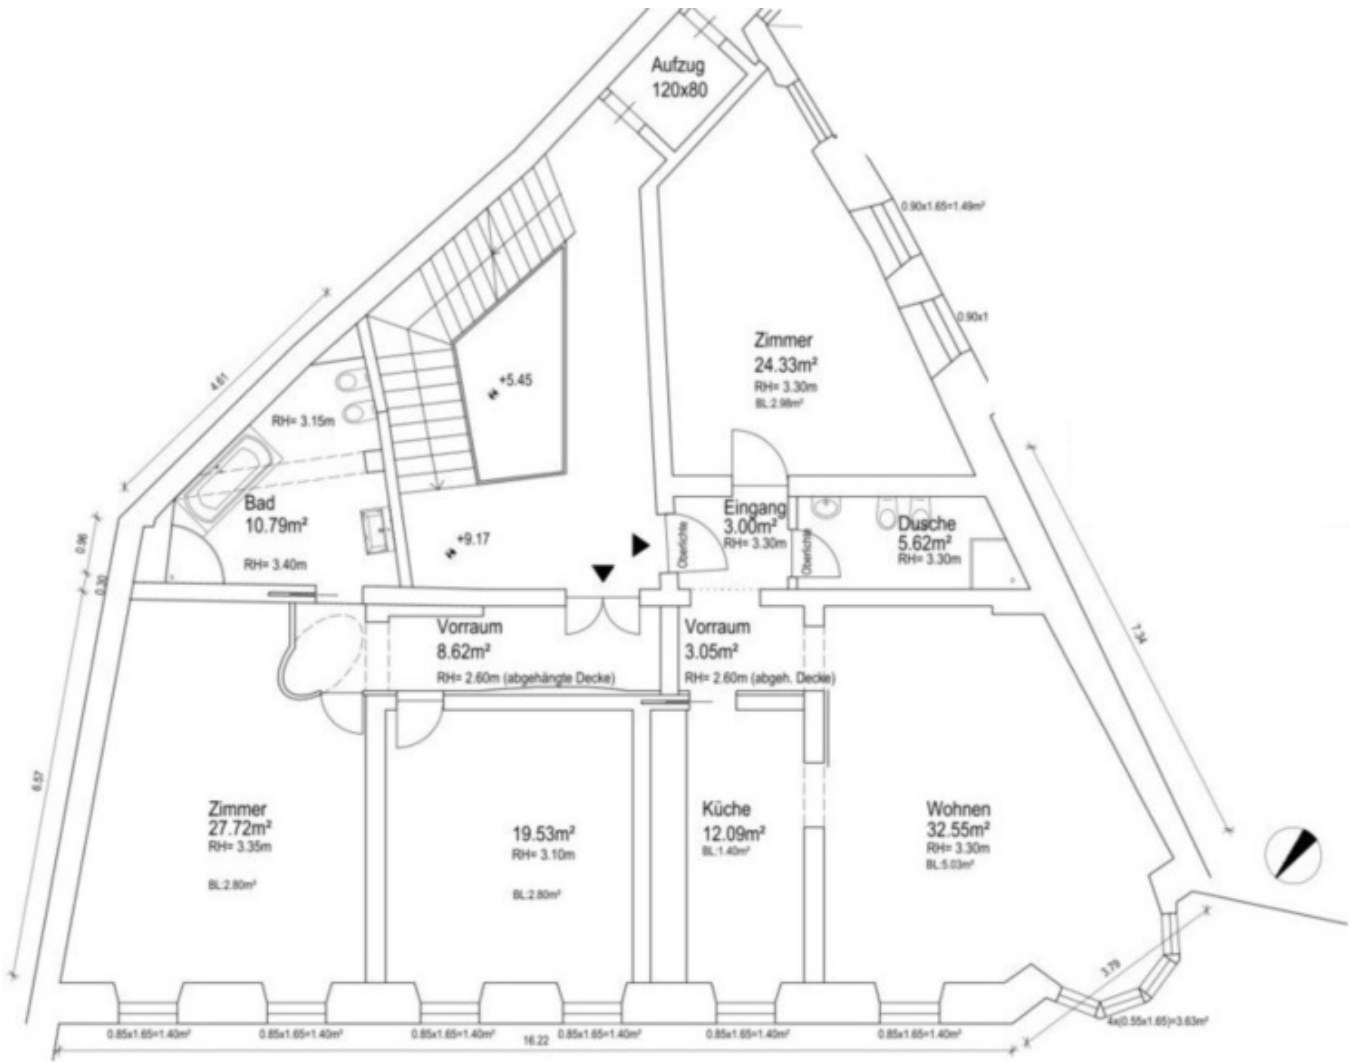 Aufzug
120x80
0.90x1.65=1.49m²
0.90x1
Zimmer
24.33m²
RH= 3.30m
BL:2.98m²
4.61
+5.45
RH= 3.15m
Bad
10.79m²
RH= 3.40m
+9.17
Eingang
3.00m²
RH= 3.30m
Oberlichte
Oberlichte
Dusche
5.62m²
RH= 3.30m
0.96
0.30
7.34
Vorraum
8.62m²
RH= 2.60m (abgehängte Decke)
Vorraum
3.05m²
RH= 2.60m (abgeh. Decke)
6.57
Zimmer
27.72m²
RH= 3.35m
BL:2.80m²
19.53m²
RH= 3.10m
BL:2.80m²
Küche
12.09m²
BL:1.40m²
Wohnen
32.55m²
RH= 3.30m
BL:5.03m²
3.79
4x(0.55x1.65)=3.63m²
0.85x1.65=1.40m²
0.85x1.65=1.40m²
0.85x1.65=1.40m²
0.85x1.65=1.40m²
0.85x1.65=1.40m²
0.85x1.65=1.40m²
16.22